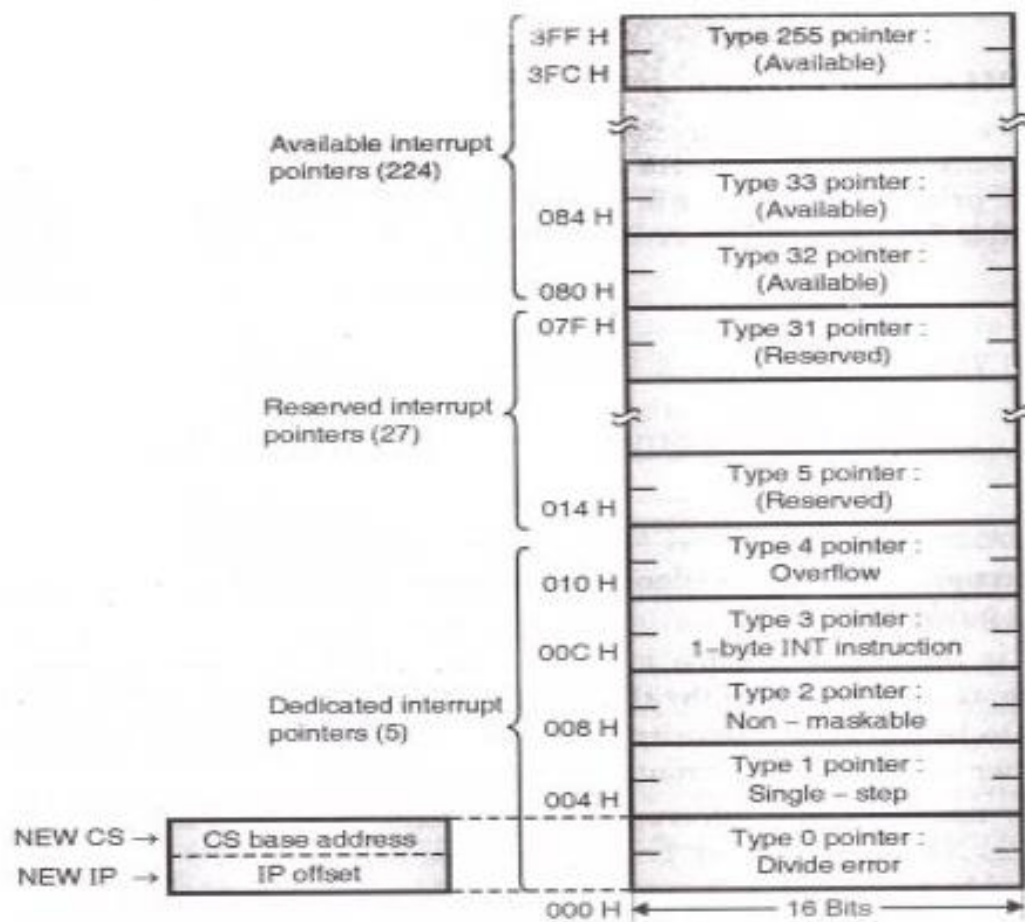 3FF H
Type 255 pointer :
(Available)
3FC H
Available interrupt
pointers (224)
Type 33 pointer :
(Available)
084 H
Type 32 pointer :
(Available)
080 H
07F H
Type 31 pointer :
(Reserved)
Reserved interrupt
pointers (27)
Type 5 pointer :
(Reserved)
014 H
Type 4 pointer :
Overflow
010 H
Type 3 pointer :
1-byte INT instruction
00C H
Dedicated interrupt
pointers (5)
Type 2 pointer :
Non – maskable
008 H
Type 1 pointer :
Single – step
004 H
NEW CS →
CS base address
Type 0 pointer :
Divide error
NEW IP →
IP offset
000 H
16 Bits